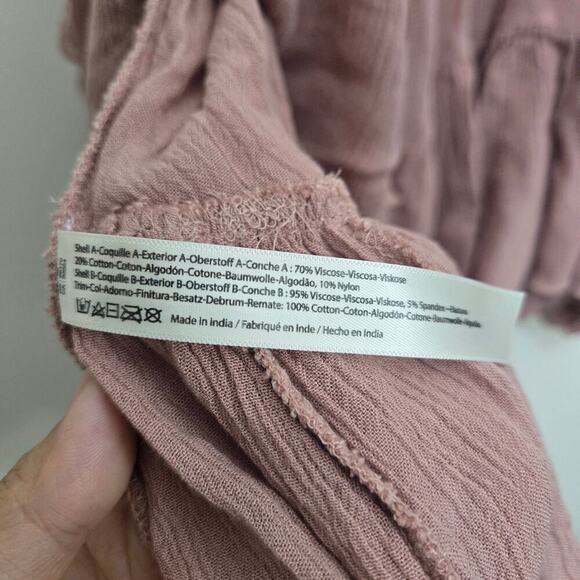 Shell A-Coquille A-Exterior A-Oberstoff A-Conche A : 70% Viscose-Viscosa-Viskose
20% Cotton-Coton-Algodón-Cotone-Baumwolle-Algodão, 10% Nylon
Shell B-Coquille B-Exterior B-Oberstoff B-Conche B : 95% Viscose-Viscosa-Viskose, 5% Spandex-Elastane
Trim-Col-Adorno-Finitura-Besatz-Debrum-Remate: 100% Cotton-Coton-Algodón-Cotone-Baumwolle-Algodão
Made in India / Fabriqué en Inde / Hecho en India